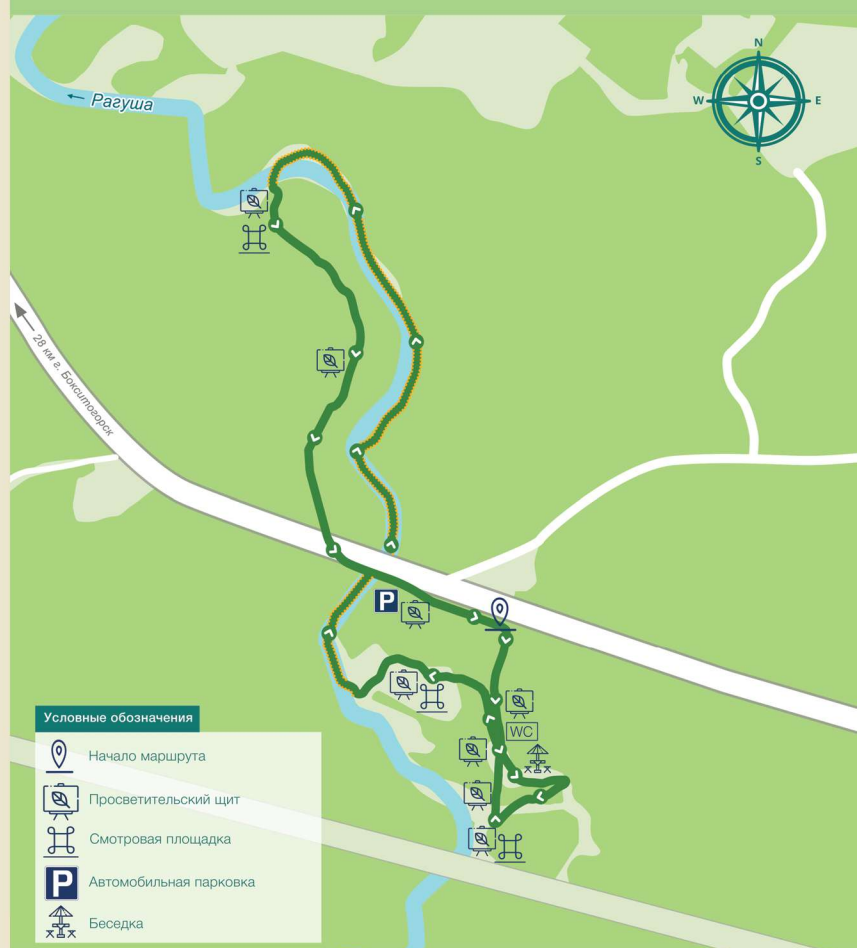 N
W
E
S
Рагуша
28 км г. Бокситогорск
P
WC
Условные обозначения
Начало маршрута
Просветительский щит
Смотровая площадка
P
Автомобильная парковка
Беседка